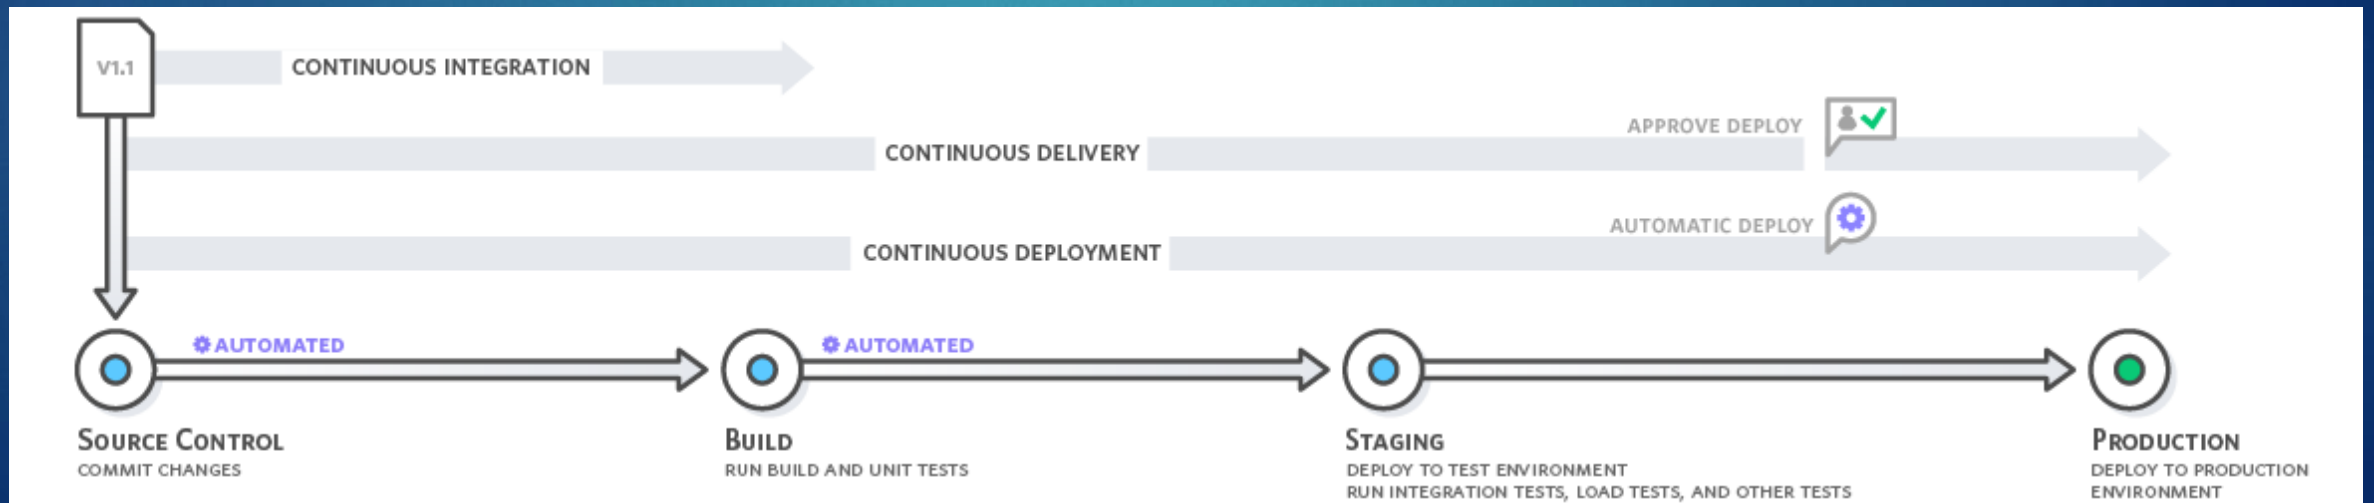 V1.1
CONTINUOUS INTEGRATION
APPROVE DEPLOY
CONTINUOUS DELIVERY
AUTOMATIC DEPLOY
CONTINUOUS DEPLOYMENT
AUTOMATED
AUTOMATED
SOURCE CONTROL
COMMIT CHANGES
BUILD
RUN BUILD AND UNIT TESTS
STAGING
DEPLOY TO TEST ENVIRONMENT
RUN INTEGRATION TESTS, LOAD TESTS, AND OTHER TESTS
PRODUCTION
DEPLOY TO PRODUCTION
ENVIRONMENT